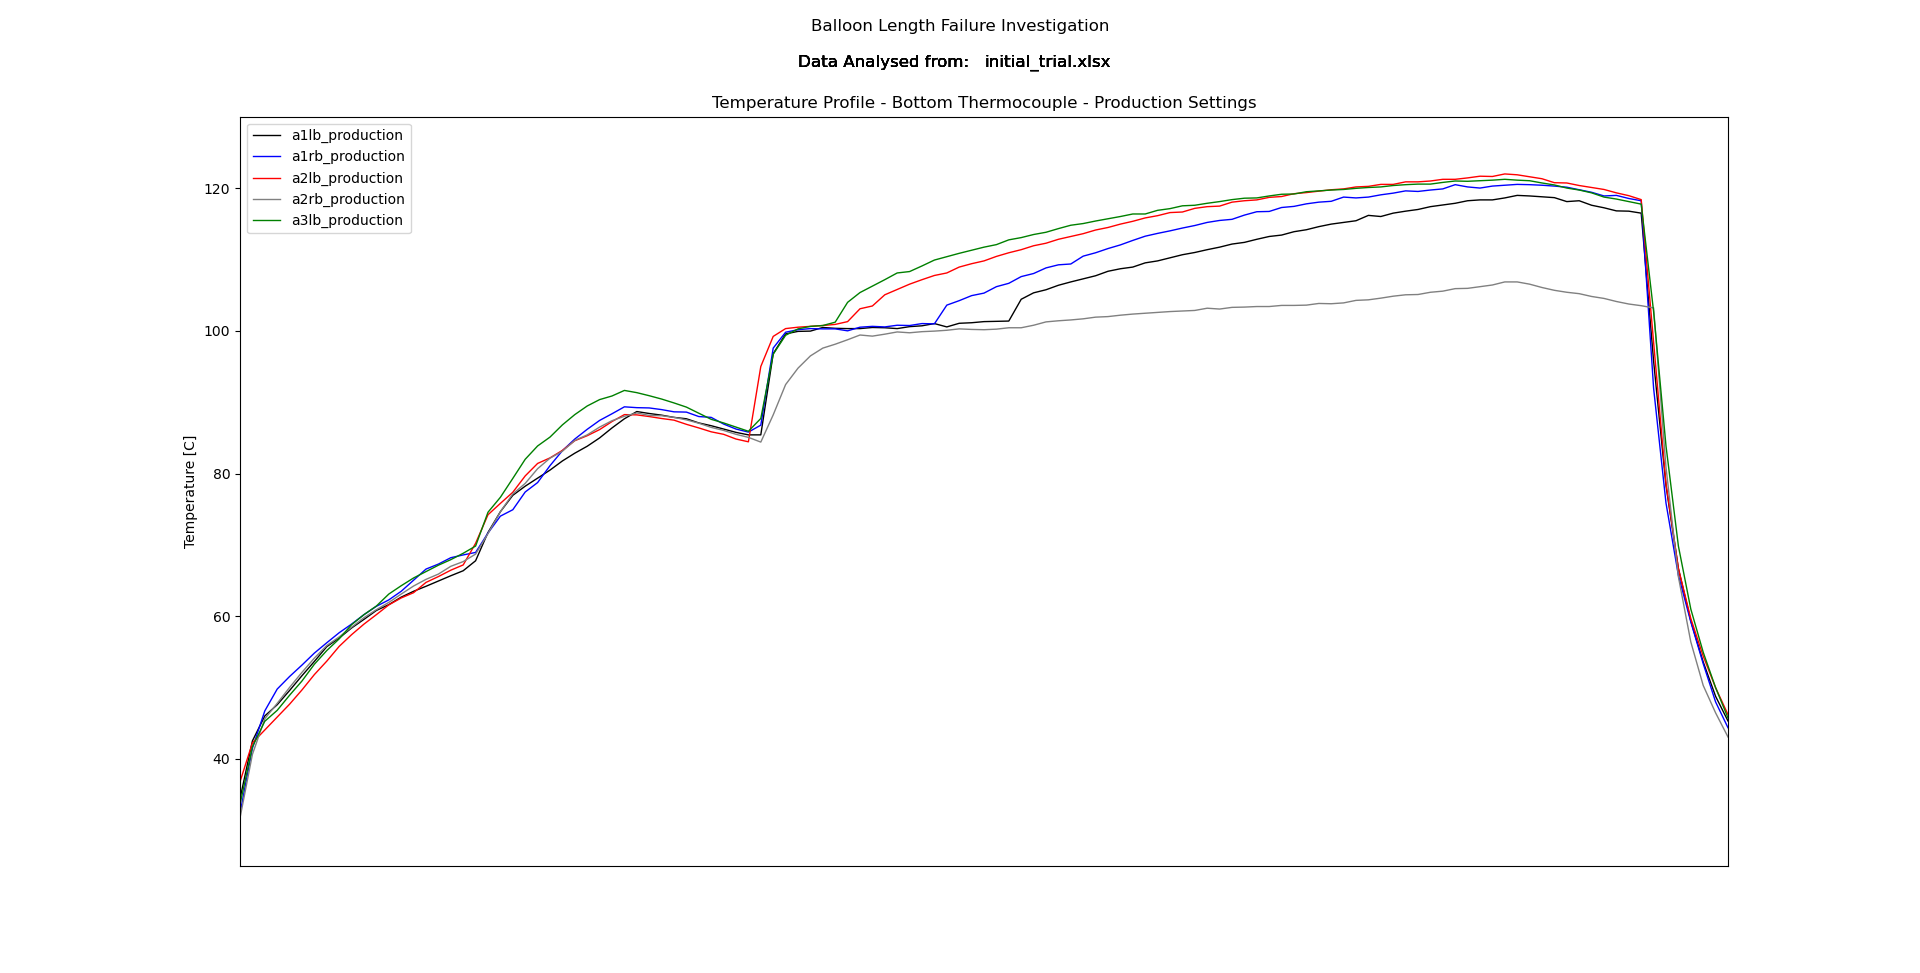 Balloon Length Failure Investigation
Data Analysed from:   initial_trial.xlsx
Temperature Profile - Bottom Thermocouple - Production Settings
a1lb_production
a1rb_production
a2lb_production
a2rb_production
a3lb_production
120
100
80
60
40
Temperature [C]